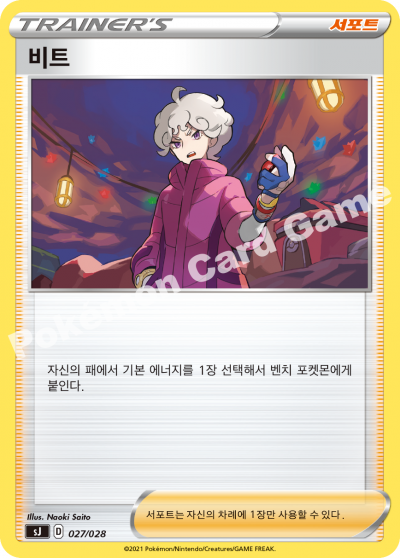 TRAINER'S
서포트
비트
Pokémon Card Game
자신의 패에서 기본 에너지를 1장 선택해서 벤치 포켓몬에게
붙인다.
Illus. Naoki Saito
sJ D 027/028
서포트는 자신의 차례에 1장만 사용할 수 있다.
©2021 Pokémon/Nintendo/Creatures/GAME FREAK.